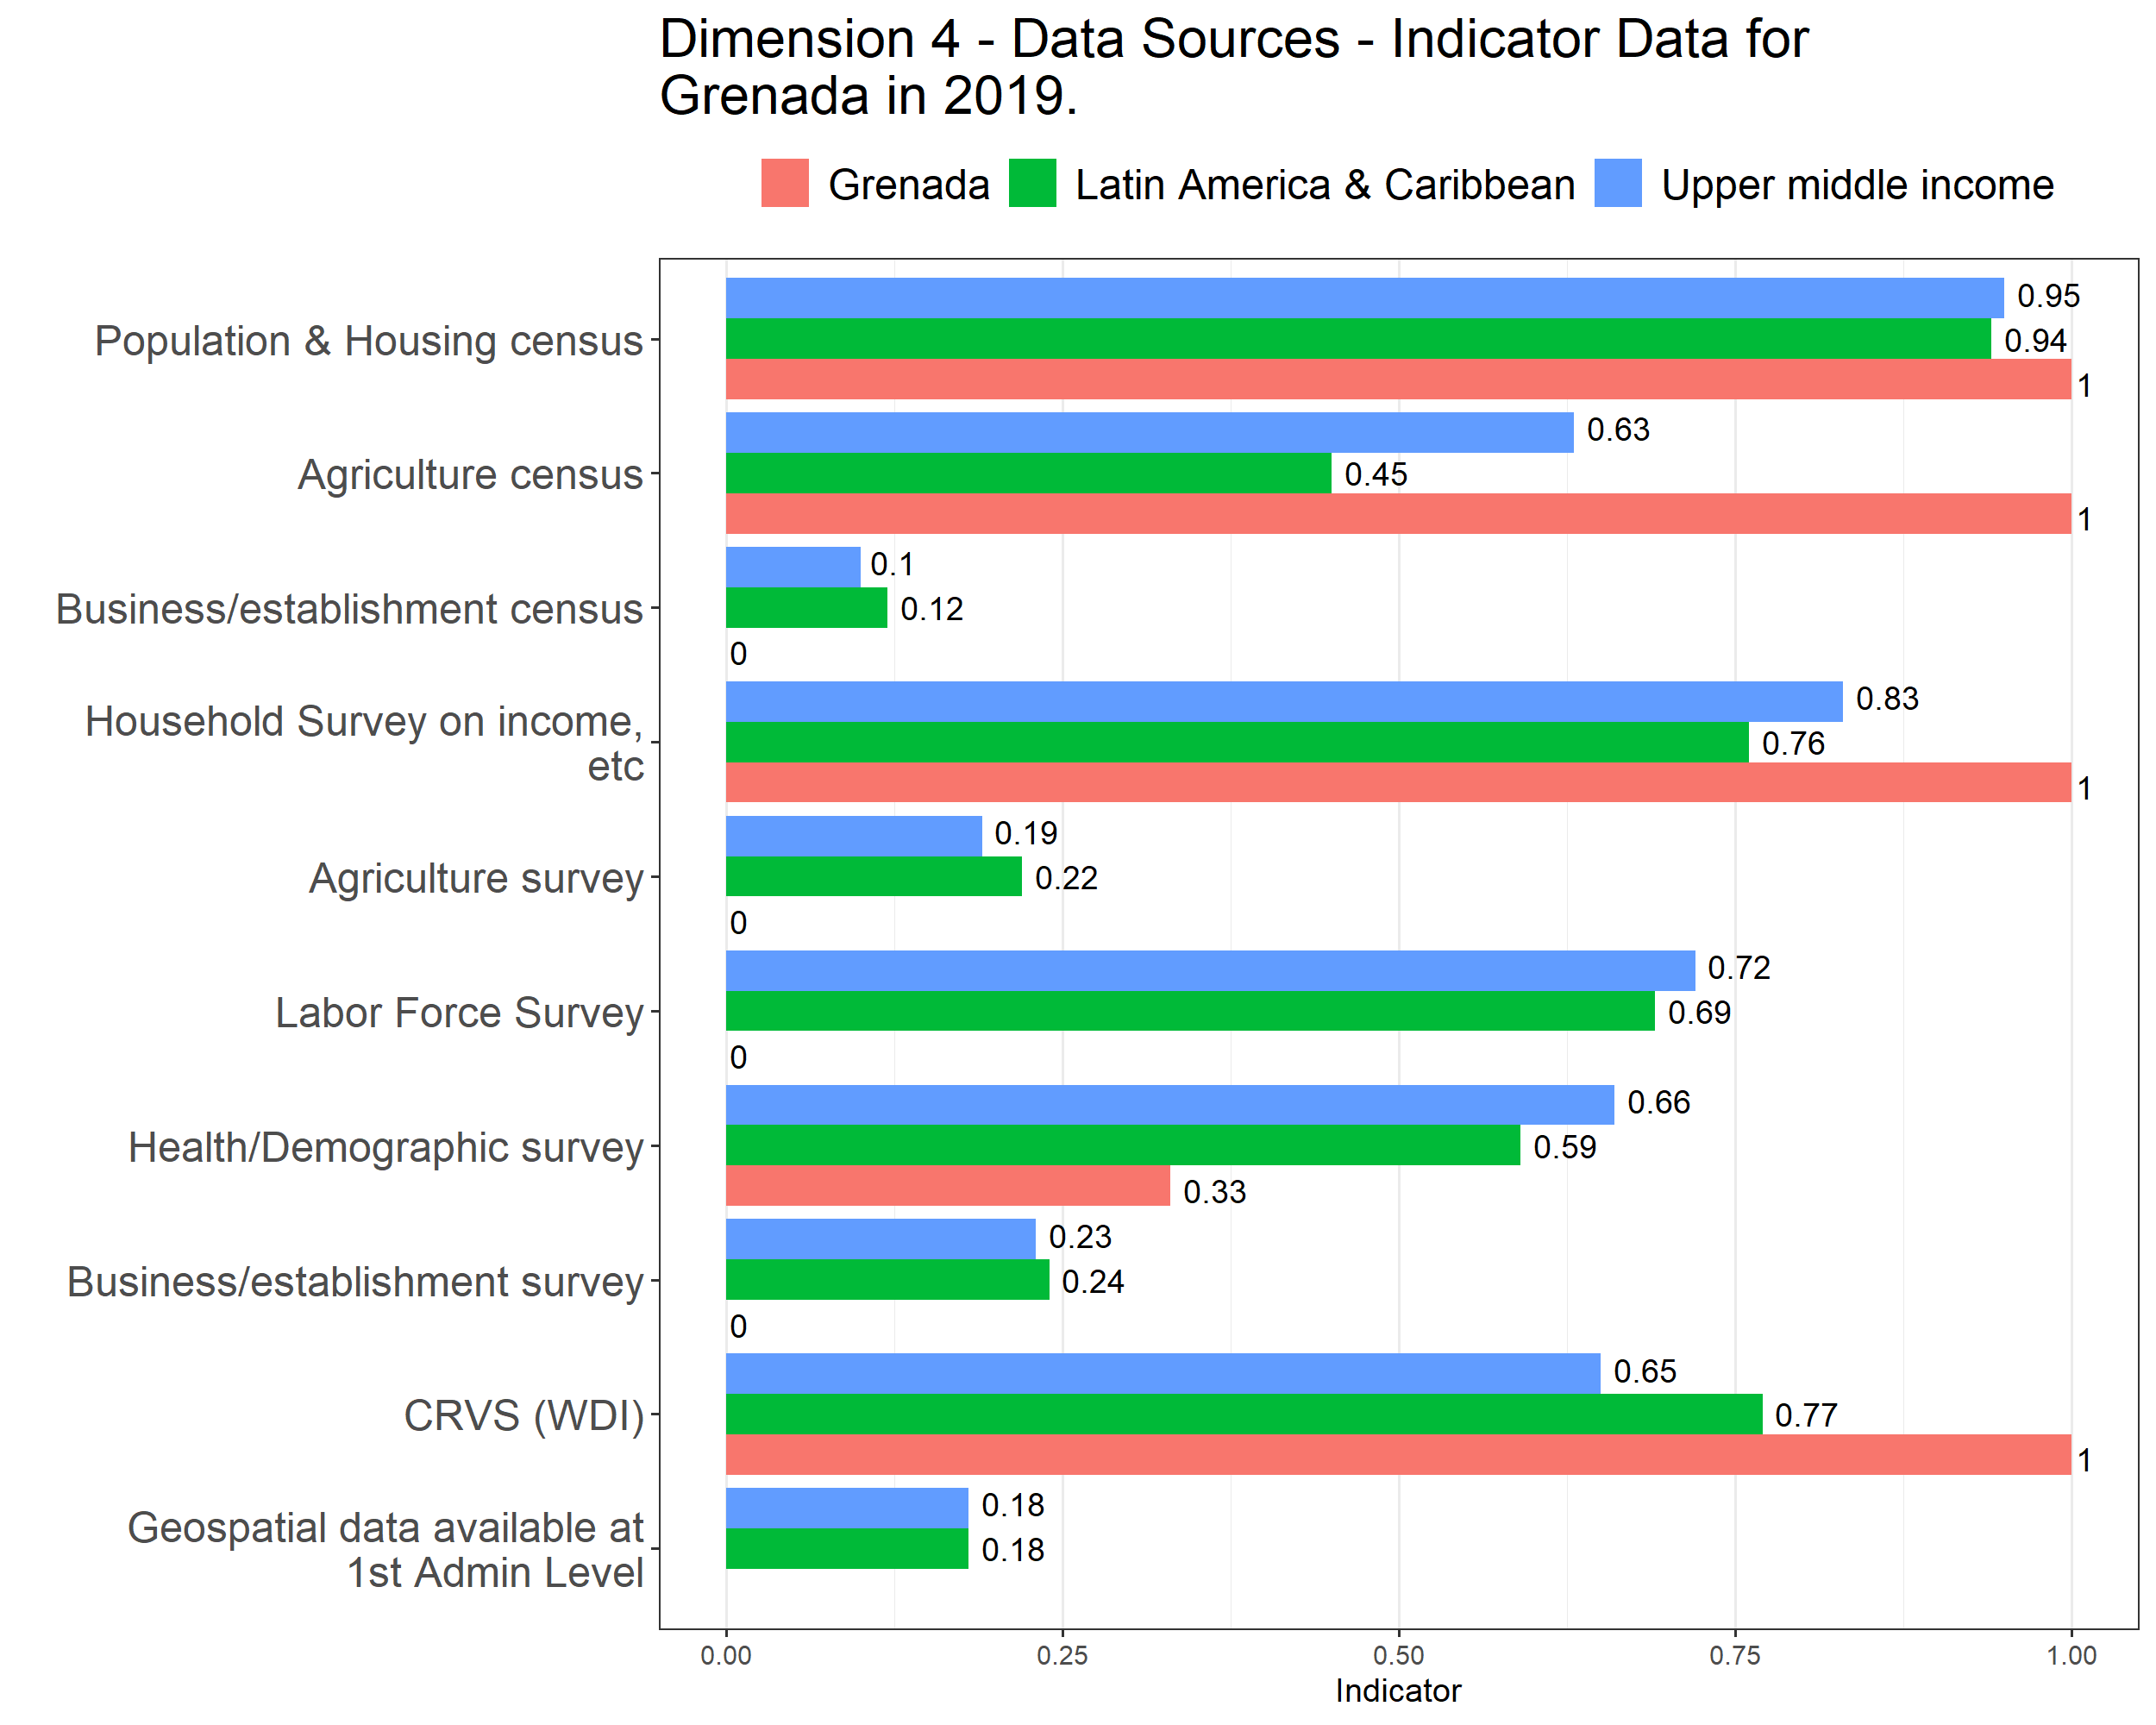 Dimension 4 - Data Sources - Indicator Data for
Grenada in 2019.
Grenada
Latin America & Caribbean
Upper middle income
Population & Housing census
0.95
0.94
1
Agriculture census
0.63
0.45
1
Business/establishment census
0.1
0.12
0
Household Survey on income,
etc
0.83
0.76
1
Agriculture survey
0.19
0.22
0
Labor Force Survey
0.72
0.69
0
Health/Demographic survey
0.66
0.59
0.33
Business/establishment survey
0.23
0.24
0
CRVS (WDI)
0.65
0.77
1
Geospatial data available at
1st Admin Level
0.18
0.18
0.00
0.25
0.50
0.75
1.00
Indicator